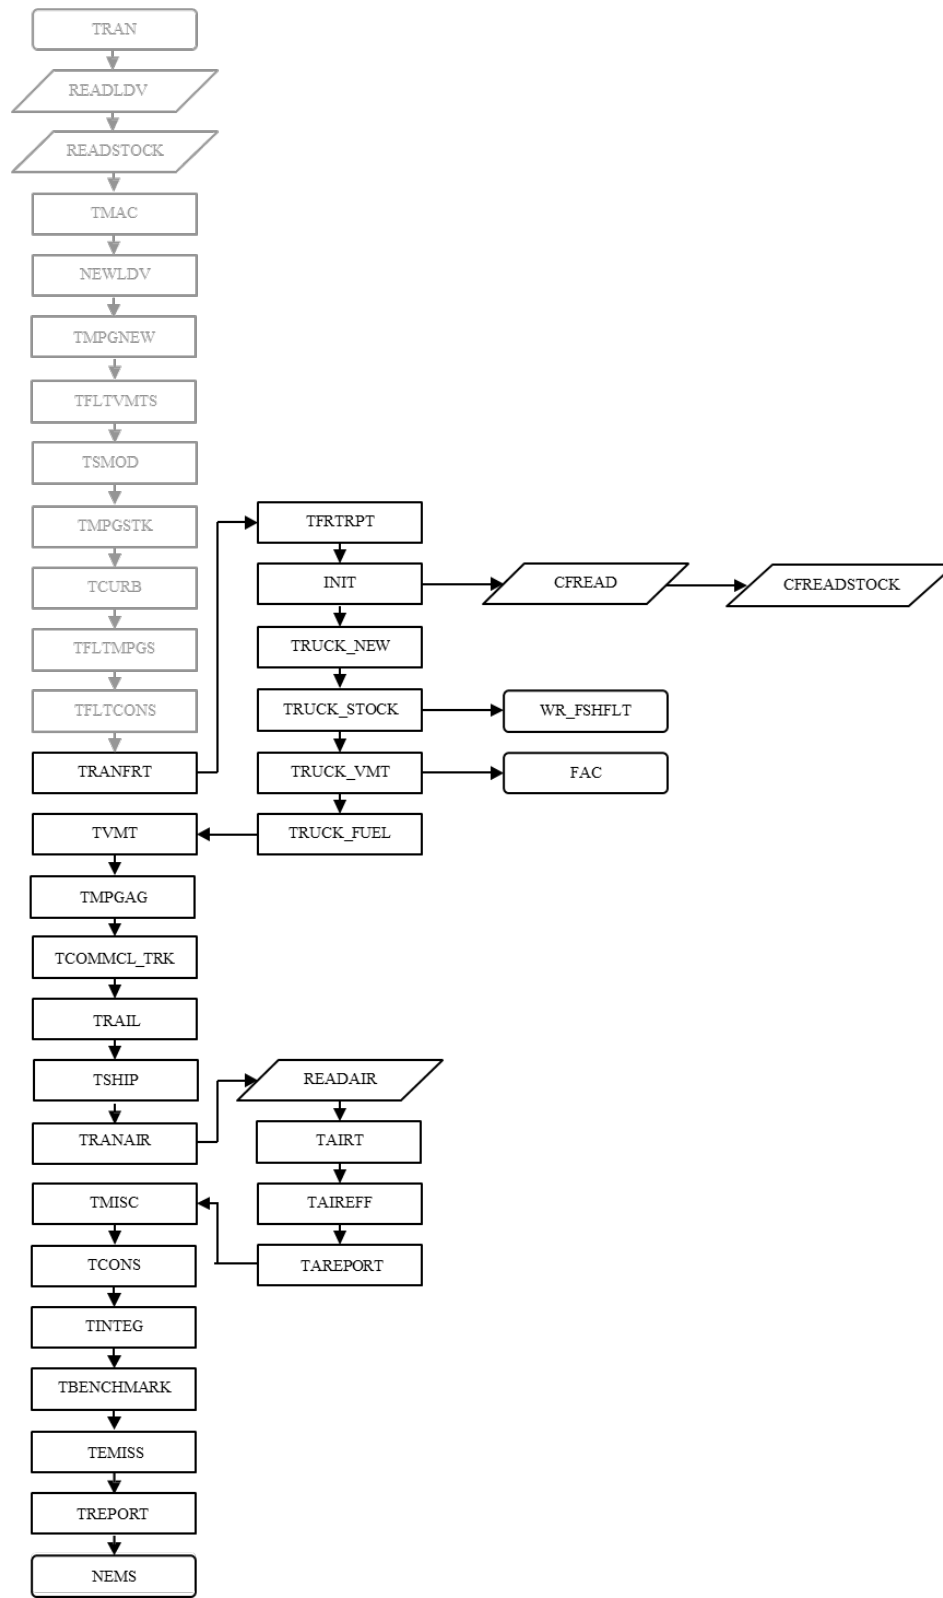 TRAN
READLDV
READSTOCK
TMAC
NEWLDV
TMPGNEW
TFLTVMTS
TSMOD
TMPGSTK
TCURB
TFLTMPGS
TFLTCONS
TRANFRT
TFRTRPT
INIT
CFREAD
CFREADSTOCK
TRUCK_NEW
TRUCK_STOCK
WR_FSHFLT
TRUCK_VMT
FAC
TRUCK_FUEL
TVMT
TMPGAG
TCOMMCL_TRK
TRAIL
TSHIP
TRANAIR
READAIR
TAIRT
TAIREFF
TAREPORT
TMISC
TCONS
TINTEG
TBENCHMARK
TEMISS
TREPORT
NEMS